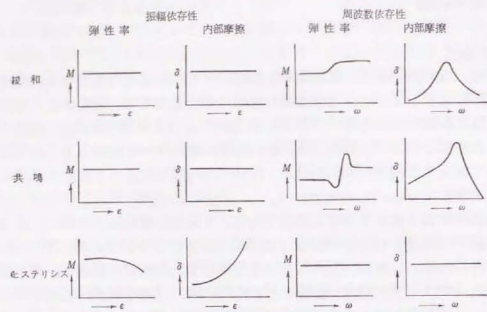 振幅依存性 周波数依存性
弾性率 内部摩擦 弾性率 内部摩擦
緩和 M ε δ ε M ω δ ω
共鳴 M ε δ ε M ω δ ω
ヒステリシス M ε δ ε M ω δ ω